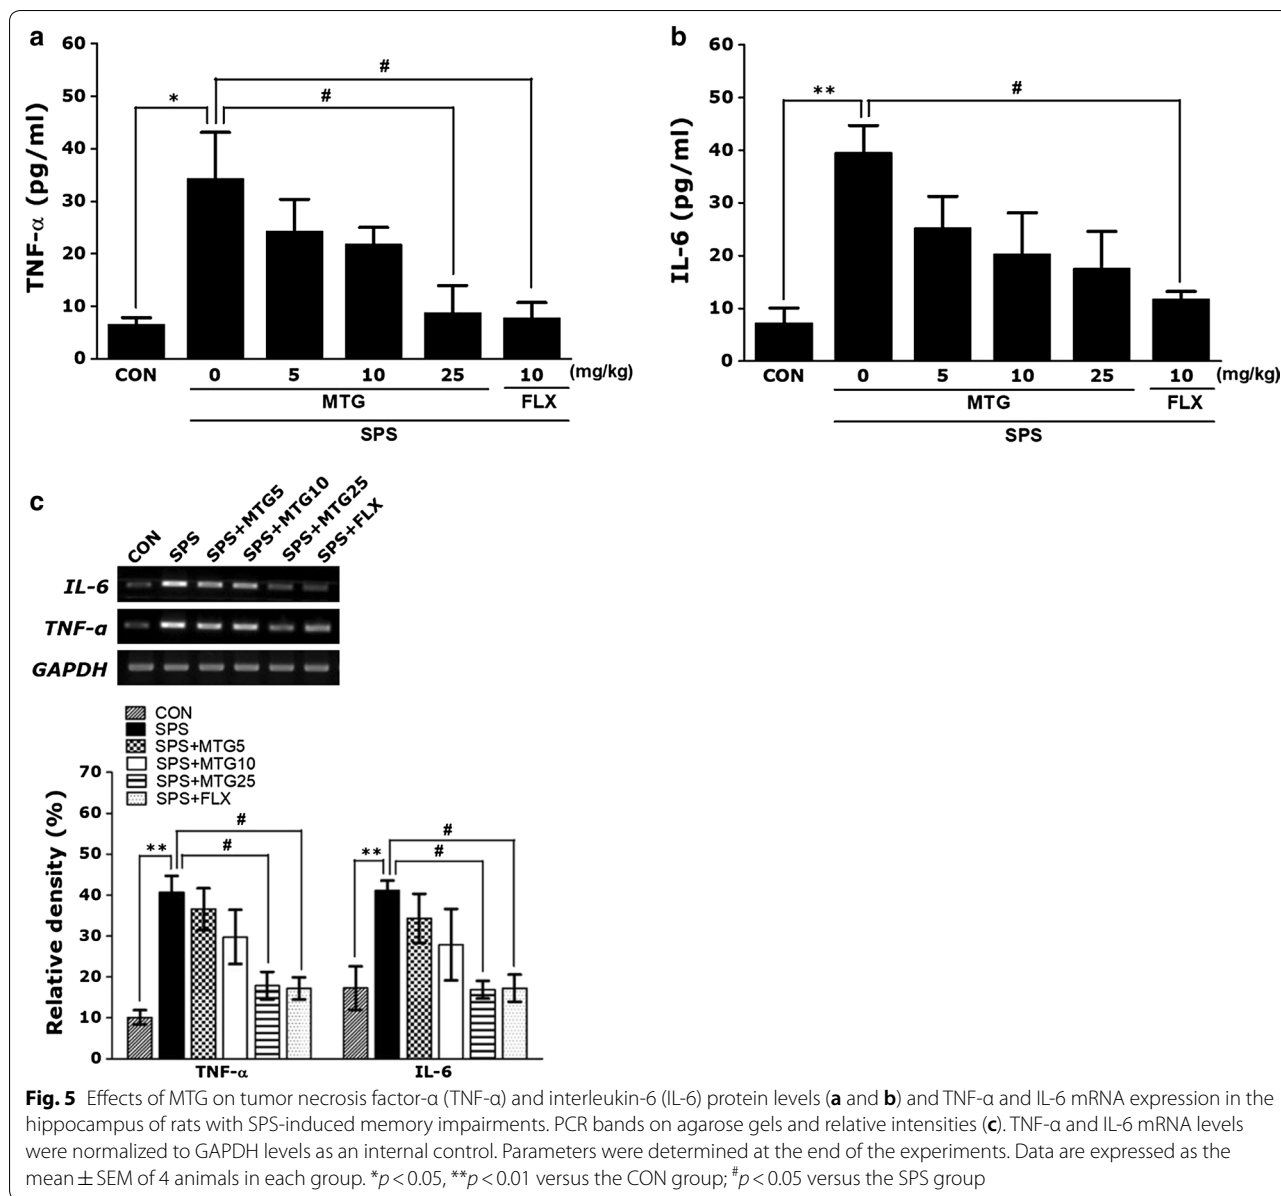 a
60
50
40
30
20
10
0
TNF-α (pg/ml)
*
#
#
CON
0 5 10 25 10 (mg/kg)
MTG FLX
SPS
b
60
50
40
30
20
10
0
IL-6 (pg/ml)
**
#
CON
0 5 10 25 10 (mg/kg)
MTG FLX
SPS
c
CON SPS SPS+MTG5 SPS+MTG10 SPS+MTG25 SPS+FLX
IL-6
TNF-α
GAPDH
CON
SPS
SPS+MTG5
SPS+MTG10
SPS+MTG25
SPS+FLX
70
60
50
40
30
20
10
0
Relative density (%)
** # #
** # #
TNF-α IL-6
Fig. 5 Effects of MTG on tumor necrosis factor-α (TNF-α) and interleukin-6 (IL-6) protein levels (a and b) and TNF-α and IL-6 mRNA expression in the
hippocampus of rats with SPS-induced memory impairments. PCR bands on agarose gels and relative intensities (c). TNF-α and IL-6 mRNA levels
were normalized to GAPDH levels as an internal control. Parameters were determined at the end of the experiments. Data are expressed as the
mean ± SEM of 4 animals in each group. *p < 0.05, **p < 0.01 versus the CON group; #p < 0.05 versus the SPS group